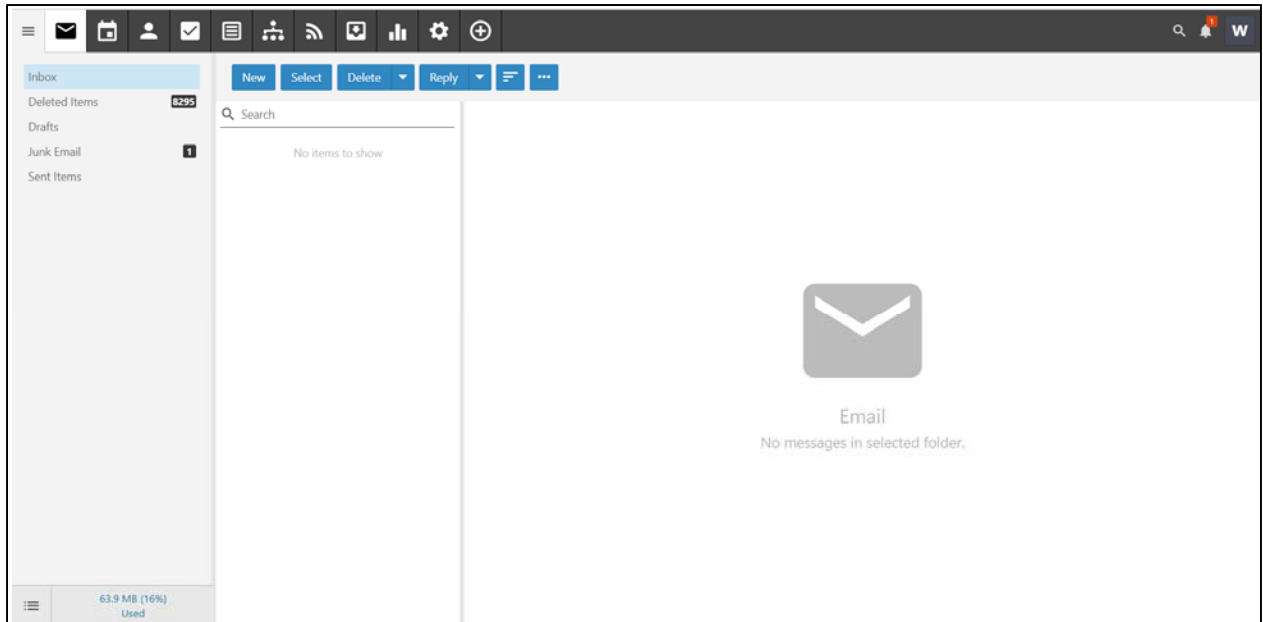 1
W
Inbox
Deleted Items 8295
Drafts
Junk Email 1
Sent Items
New Select Delete Reply
Search
No items to show
Email
No messages in selected folder.
63.9 MB (16%)
Used